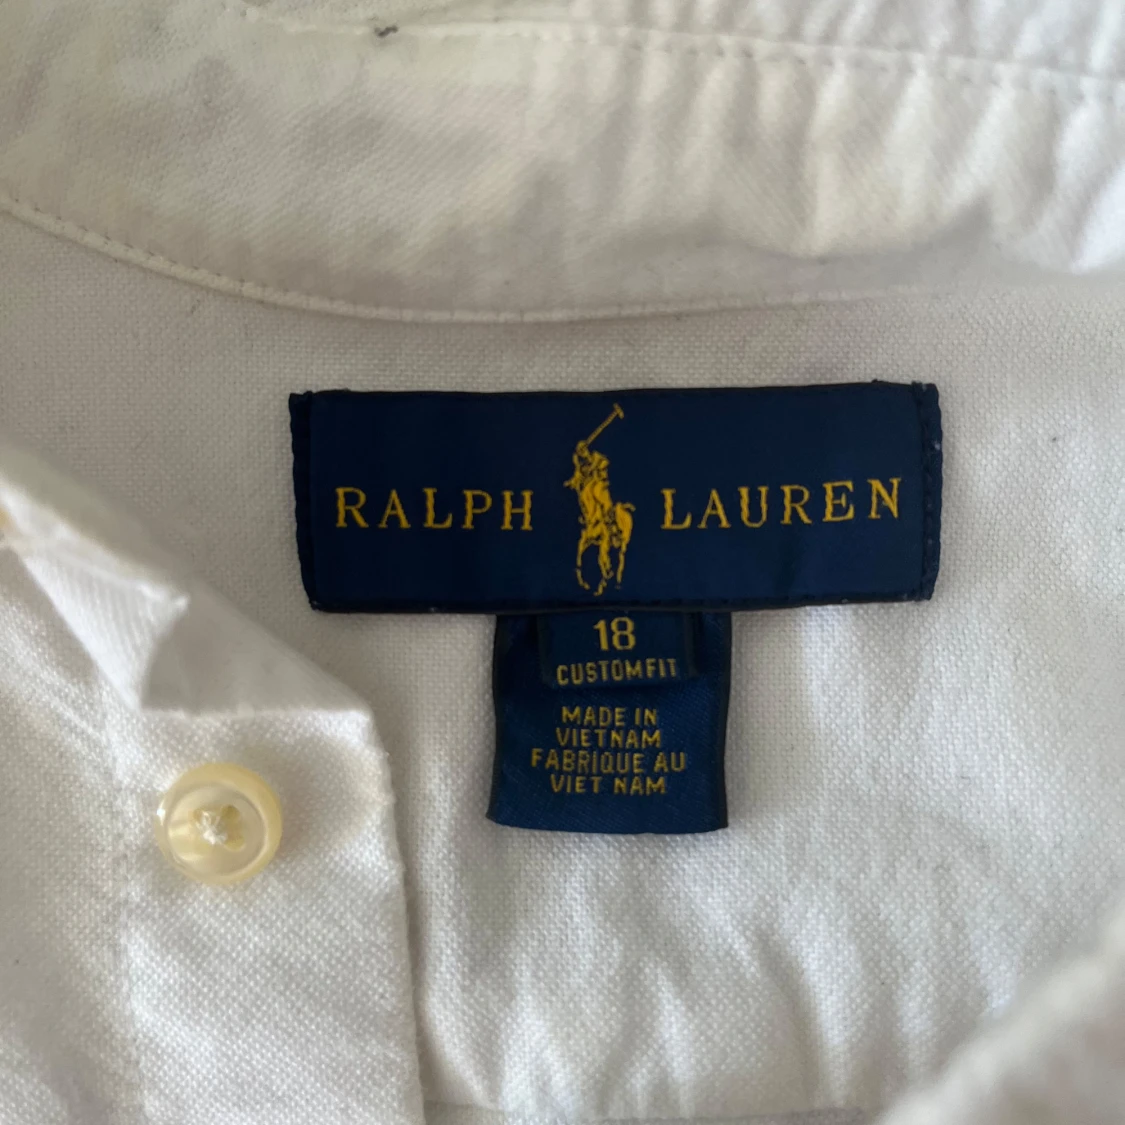 RALPH LAUREN
18
CUSTOMFIT
MADE IN
VIETNAM
FABRIQUE AU
VIET NAM